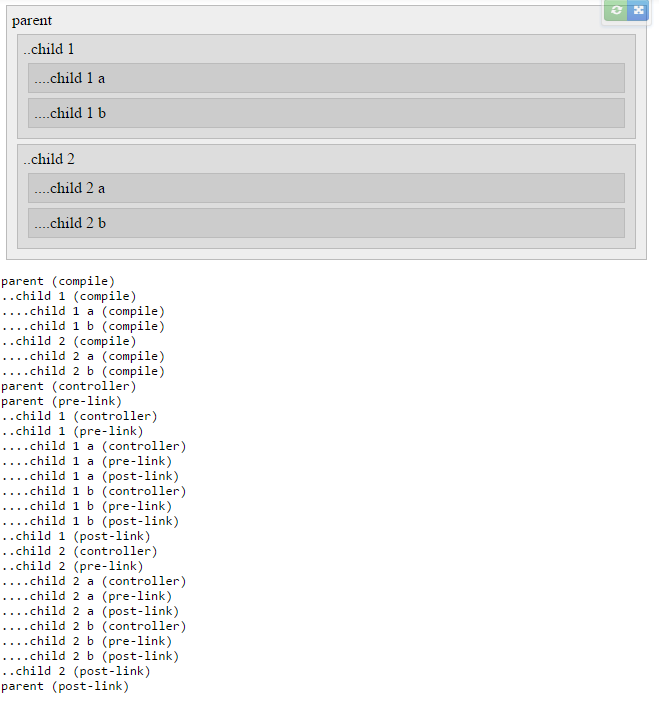 parent
..child 1
....child 1 a
....child 1 b
..child 2
....child 2 a
....child 2 b
parent (compile)
..child 1 (compile)
....child 1 a (compile)
....child 1 b (compile)
..child 2 (compile)
....child 2 a (compile)
....child 2 b (compile)
parent (controller)
parent (pre-link)
..child 1 (controller)
..child 1 (pre-link)
....child 1 a (controller)
....child 1 a (pre-link)
....child 1 a (post-link)
....child 1 b (controller)
....child 1 b (pre-link)
....child 1 b (post-link)
..child 1 (post-link)
..child 2 (controller)
..child 2 (pre-link)
....child 2 a (controller)
....child 2 a (pre-link)
....child 2 a (post-link)
....child 2 b (controller)
....child 2 b (pre-link)
....child 2 b (post-link)
..child 2 (post-link)
parent (post-link)